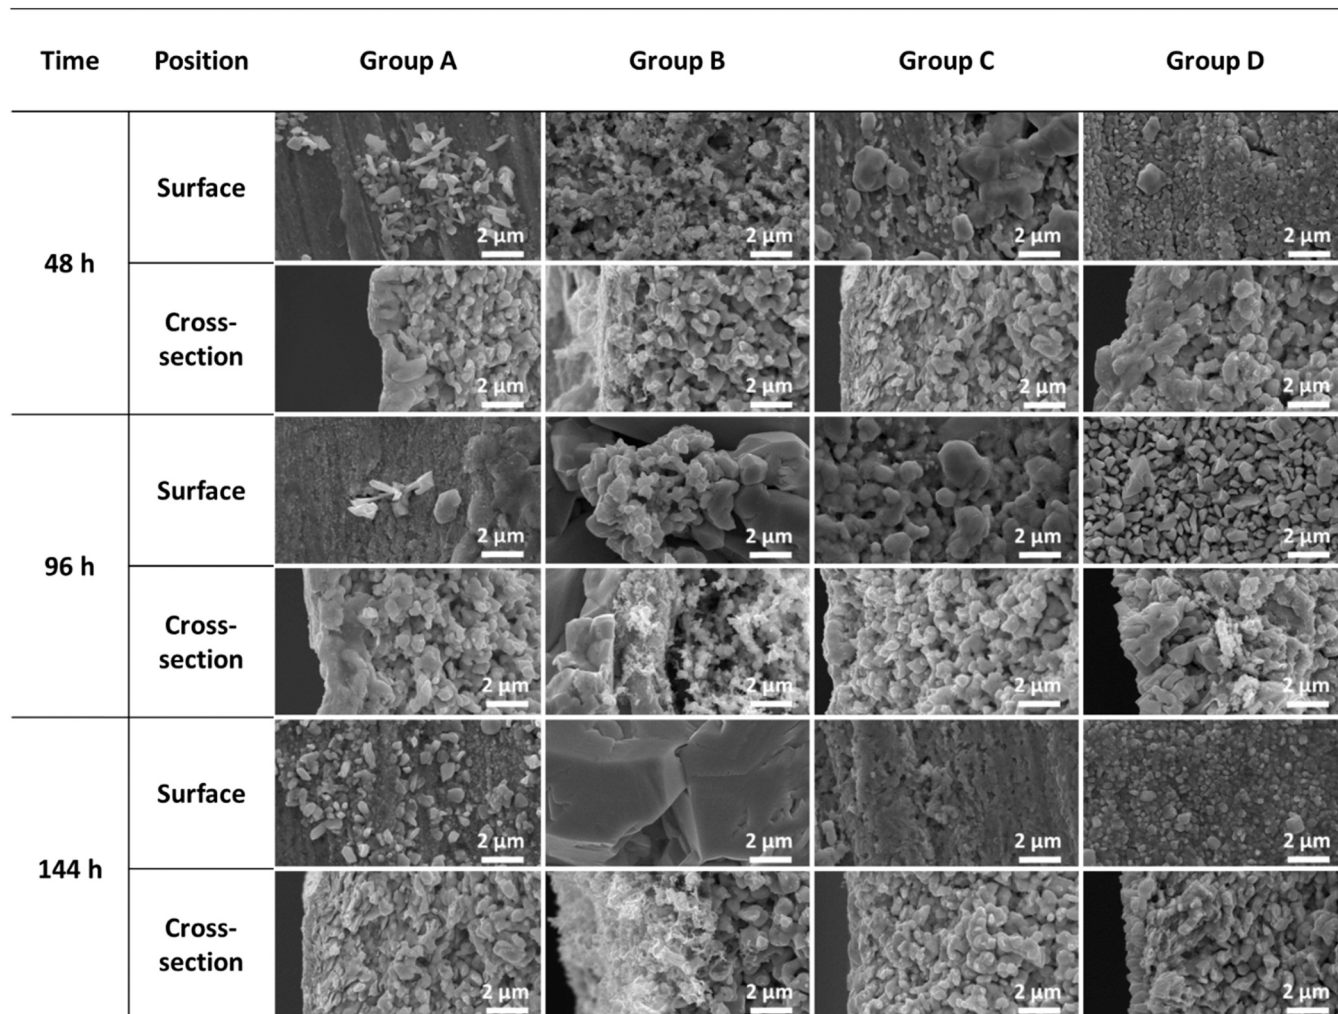 Time Position Group A Group B Group C Group D
48 h
Surface
2 μm 2 μm 2 μm 2 μm
Cross-
section
2 μm 2 μm 2 μm 2 μm
96 h
Surface
2 μm 2 μm 2 μm 2 μm
Cross-
section
2 μm 2 μm 2 μm 2 μm
144 h
Surface
2 μm 2 μm 2 μm 2 μm
Cross-
section
2 μm 2 μm 2 μm 2 μm